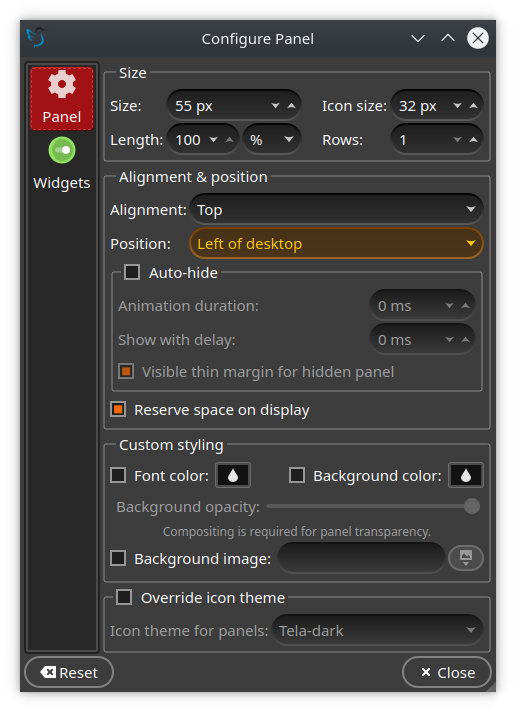 Configure Panel
Panel
Widgets
Size
Size: 55 px Icon size: 32 px
Length: 100 % Rows: 1
Alignment & position
Alignment: Top
Position: Left of desktop
Auto-hide
Animation duration: 0 ms
Show with delay: 0 ms
Visible thin margin for hidden panel
Reserve space on display
Custom styling
Font color: Background color:
Background opacity:
Compositing is required for panel transparency.
Background image:
Override icon theme
Icon theme for panels: Tela-dark
Reset Close